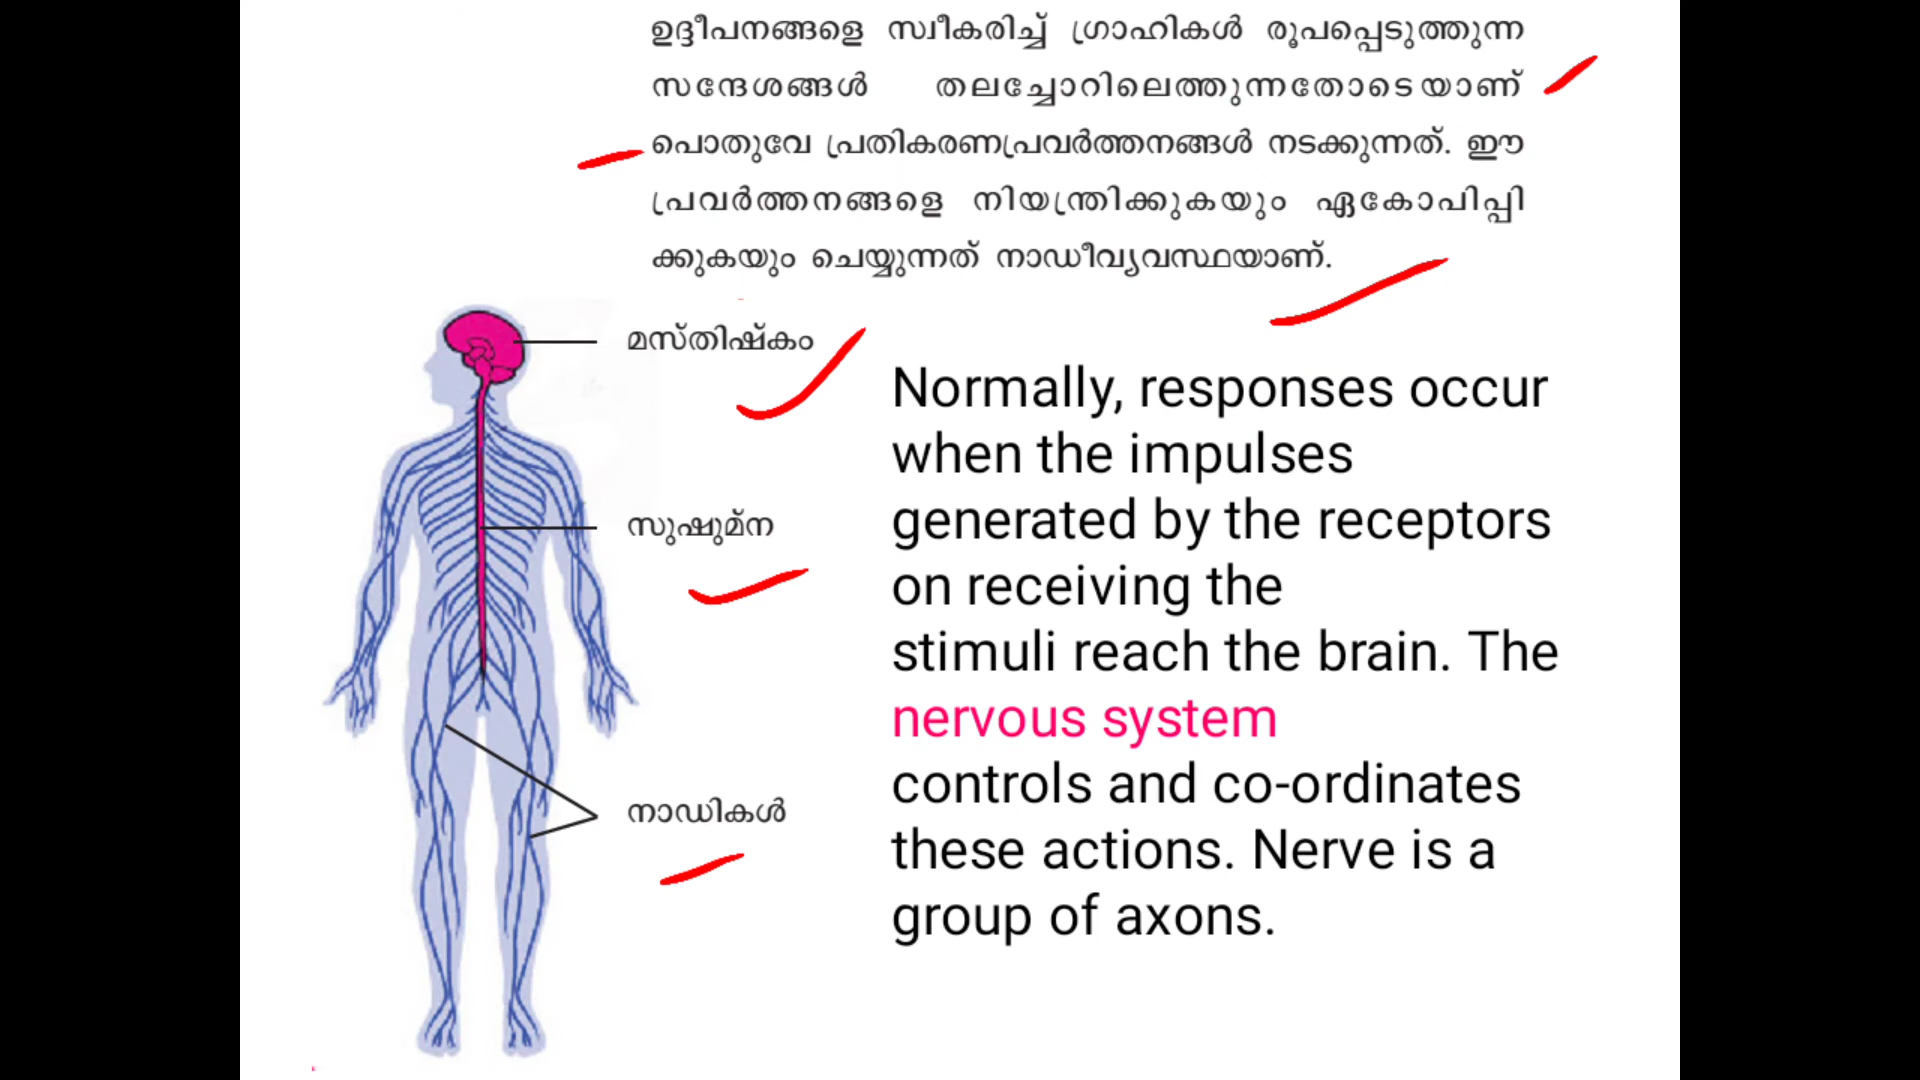 ഉദ്ദീപനങ്ങളെ സ്വീകരിച്ച് ഗ്രാഹികൾ രൂപപ്പെടുത്തുന്ന
സന്ദേശങ്ങൾ തലച്ചോറിലെത്തുന്നതോടെയാണ്
പൊതുവേ പ്രതികരണപ്രവർത്തനങ്ങൾ നടക്കുന്നത്. ഈ
പ്രവർത്തനങ്ങളെ നിയന്ത്രിക്കുകയും ഏകോപിപ്പി
ക്കുകയും ചെയ്യുന്നത് നാഡീവ്യവസ്ഥയാണ്.
മസ്തിഷ്കം
സുഷുമ്ന
നാഡികൾ
Normally, responses occur
when the impulses
generated by the receptors
on receiving the
stimuli reach the brain. The
nervous system
controls and co-ordinates
these actions. Nerve is a
group of axons.